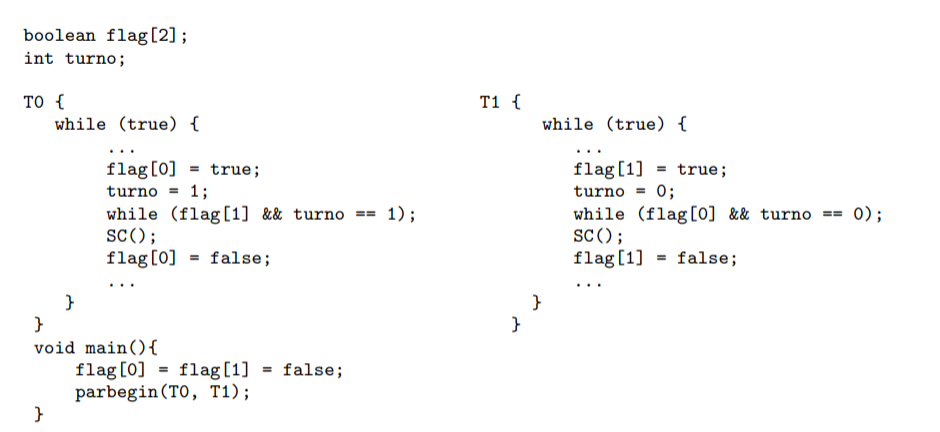 boolean flag[2];
int turno;
T0 {
while (true) {
...
flag[0] = true;
turno = 1;
while (flag[1] && turno == 1);
SC();
flag[0] = false;
...
}
}
T1 {
while (true) {
...
flag[1] = true;
turno = 0;
while (flag[0] && turno == 0);
SC();
flag[1] = false;
...
}
}
void main(){
flag[0] = flag[1] = false;
parbegin(T0, T1);
}